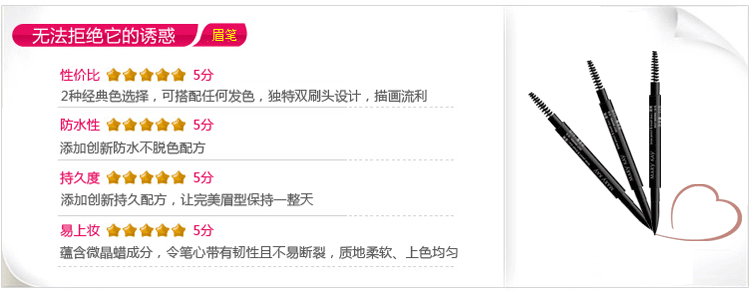 无法拒绝它的诱惑 眉笔
性价比 5分
2种经典色选择，可搭配任何发色，独特双刷头设计，描画流利
防水性 5分
添加创新防水不脱色配方
持久度 5分
添加创新持久配方，让完美眉型保持一整天
易上妆 5分
蕴含微晶蜡成分，令笔心带有韧性且不易断裂，质地柔软、上色均匀
MARY KAY